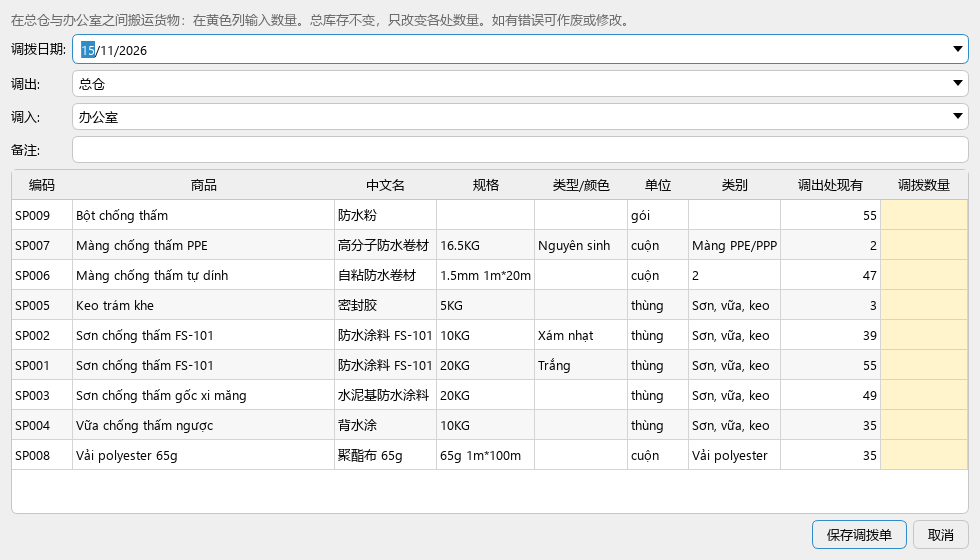 在总仓与办公室之间搬运货物：在黄色列输入数量。总库存不变，只改变各处数量。如有错误可作废或修改。
调拨日期: 15/11/2026
调出: 总仓
调入: 办公室
备注:
编码 商品 中文名 规格 类型/颜色 单位 类别 调出处现有 调拨数量
SP009 Bột chống thấm 防水粉 gói 55
SP007 Màng chống thấm PPE 高分子防水卷材 16.5KG Nguyên sinh cuộn Màng PPE/PPP 2
SP006 Màng chống thấm tự dính 自粘防水卷材 1.5mm 1m*20m cuộn 2 47
SP005 Keo trám khe 密封胶 5KG thùng Sơn, vữa, keo 3
SP002 Sơn chống thấm FS-101 防水涂料 FS-101 10KG Xám nhạt thùng Sơn, vữa, keo 39
SP001 Sơn chống thấm FS-101 防水涂料 FS-101 20KG Trắng thùng Sơn, vữa, keo 55
SP003 Sơn chống thấm gốc xi măng 水泥基防水涂料 20KG thùng Sơn, vữa, keo 49
SP004 Vữa chống thấm ngược 背水涂 10KG thùng Sơn, vữa, keo 35
SP008 Vải polyester 65g 聚酯布 65g 65g 1m*100m cuộn Vải polyester 35
保存调拨单 取消